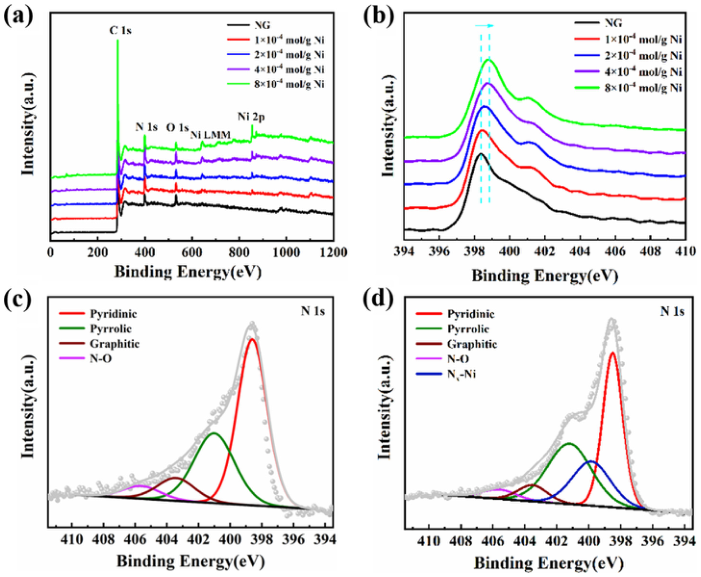 (a)
C 1s
NG
1×10⁻⁴ mol/g Ni
2×10⁻⁴ mol/g Ni
4×10⁻⁴ mol/g Ni
8×10⁻⁴ mol/g Ni
N 1s
O 1s
Ni LMM
Ni 2p
Intensity(a.u.)
0 200 400 600 800 1000 1200
Binding Energy(eV)
(b)
NG
1×10⁻⁴ mol/g Ni
2×10⁻⁴ mol/g Ni
4×10⁻⁴ mol/g Ni
8×10⁻⁴ mol/g Ni
Intensity(a.u.)
394 396 398 400 402 404 406 408 410
Binding Energy(eV)
(c)
Pyridinic
Pyrrolic
Graphitic
N-O
N 1s
Intensity(a.u.)
410 408 406 404 402 400 398 396 394
Binding Energy(eV)
(d)
Pyridinic
Pyrrolic
Graphitic
N-O
Nₓ-Ni
N 1s
Intensity(a.u.)
410 408 406 404 402 400 398 396 394
Binding Energy(eV)